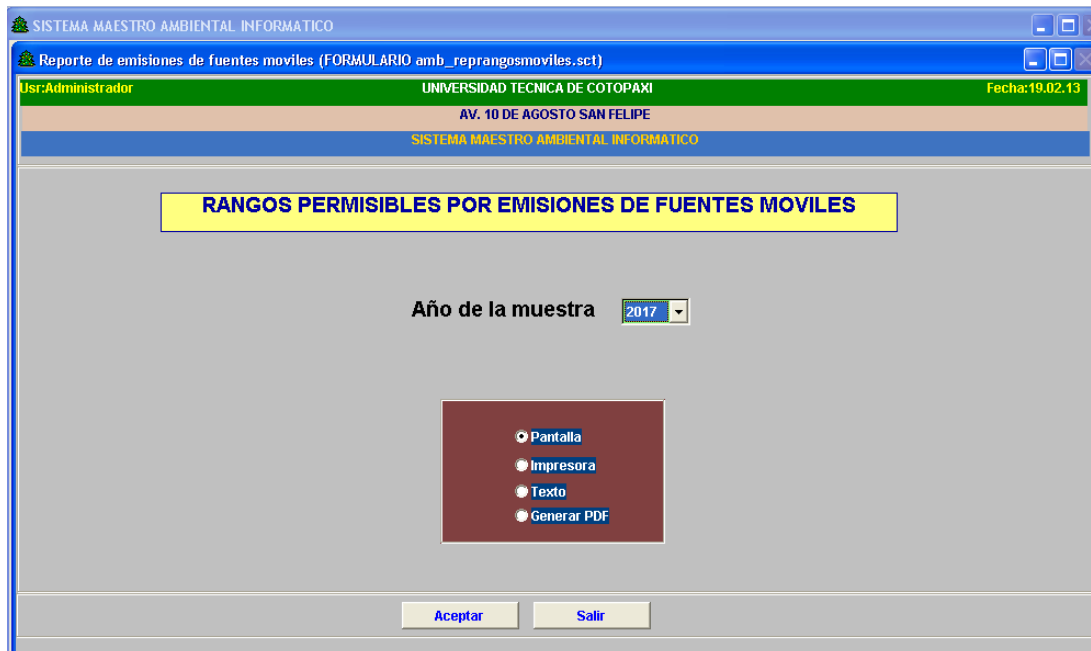 SISTEMA MAESTRO AMBIENTAL INFORMATICO
Reporte de emisiones de fuentes moviles (FORMULARIO amb_reprangosmoviles.sct)
Usr:Administrador UNIVERSIDAD TECNICA DE COTOPAXI Fecha:19.02.13
AV. 10 DE AGOSTO SAN FELIPE
SISTEMA MAESTRO AMBIENTAL INFORMATICO
RANGOS PERMISIBLES POR EMISIONES DE FUENTES MOVILES
Año de la muestra 2017
Pantalla
Impresora
Texto
Generar PDF
Aceptar Salir